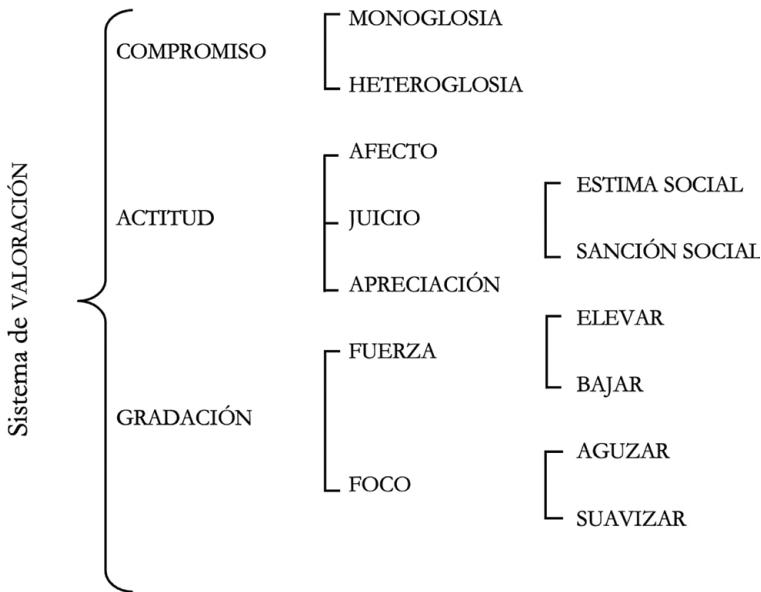 Sistema de VALORACIÓN
COMPROMISO
MONOGLOSIA
HETEROGLOSIA
ACTITUD
AFECTO
JUICIO
APRECIACIÓN
ESTIMA SOCIAL
SANCIÓN SOCIAL
GRADACIÓN
FUERZA
ELEVAR
BAJAR
FOCO
AGUZAR
SUAVIZAR